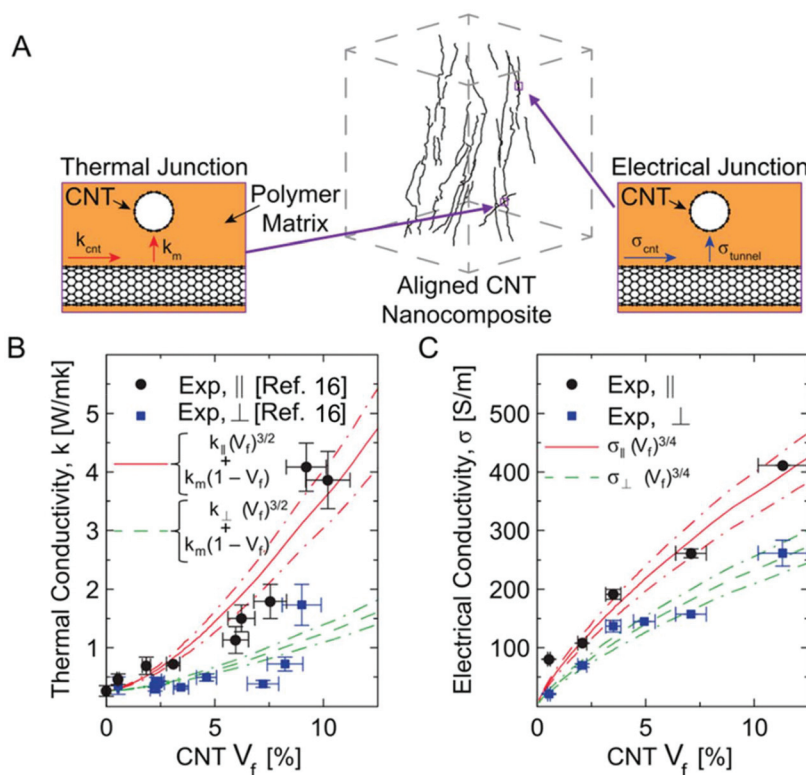 A
Thermal Junction
CNT
Polymer
Matrix
k_cnt
k_m
Aligned CNT
Nanocomposite
Electrical Junction
CNT
σ_cnt
σ_tunnel
B
Thermal Conductivity, k [W/mk]
5
4
3
2
1
Exp, || [Ref. 16]
Exp, ⊥ [Ref. 16]
k_||(V_f)^3/2
+
k_m(1 − V_f)
k_⊥(V_f)^3/2
+
k_m(1 − V_f)
0
5
10
CNT V_f [%]
C
Electrical Conductivity, σ [S/m]
500
400
300
200
100
Exp, ||
Exp, ⊥
σ_|| (V_f)^3/4
σ_⊥ (V_f)^3/4
0
5
10
CNT V_f [%]